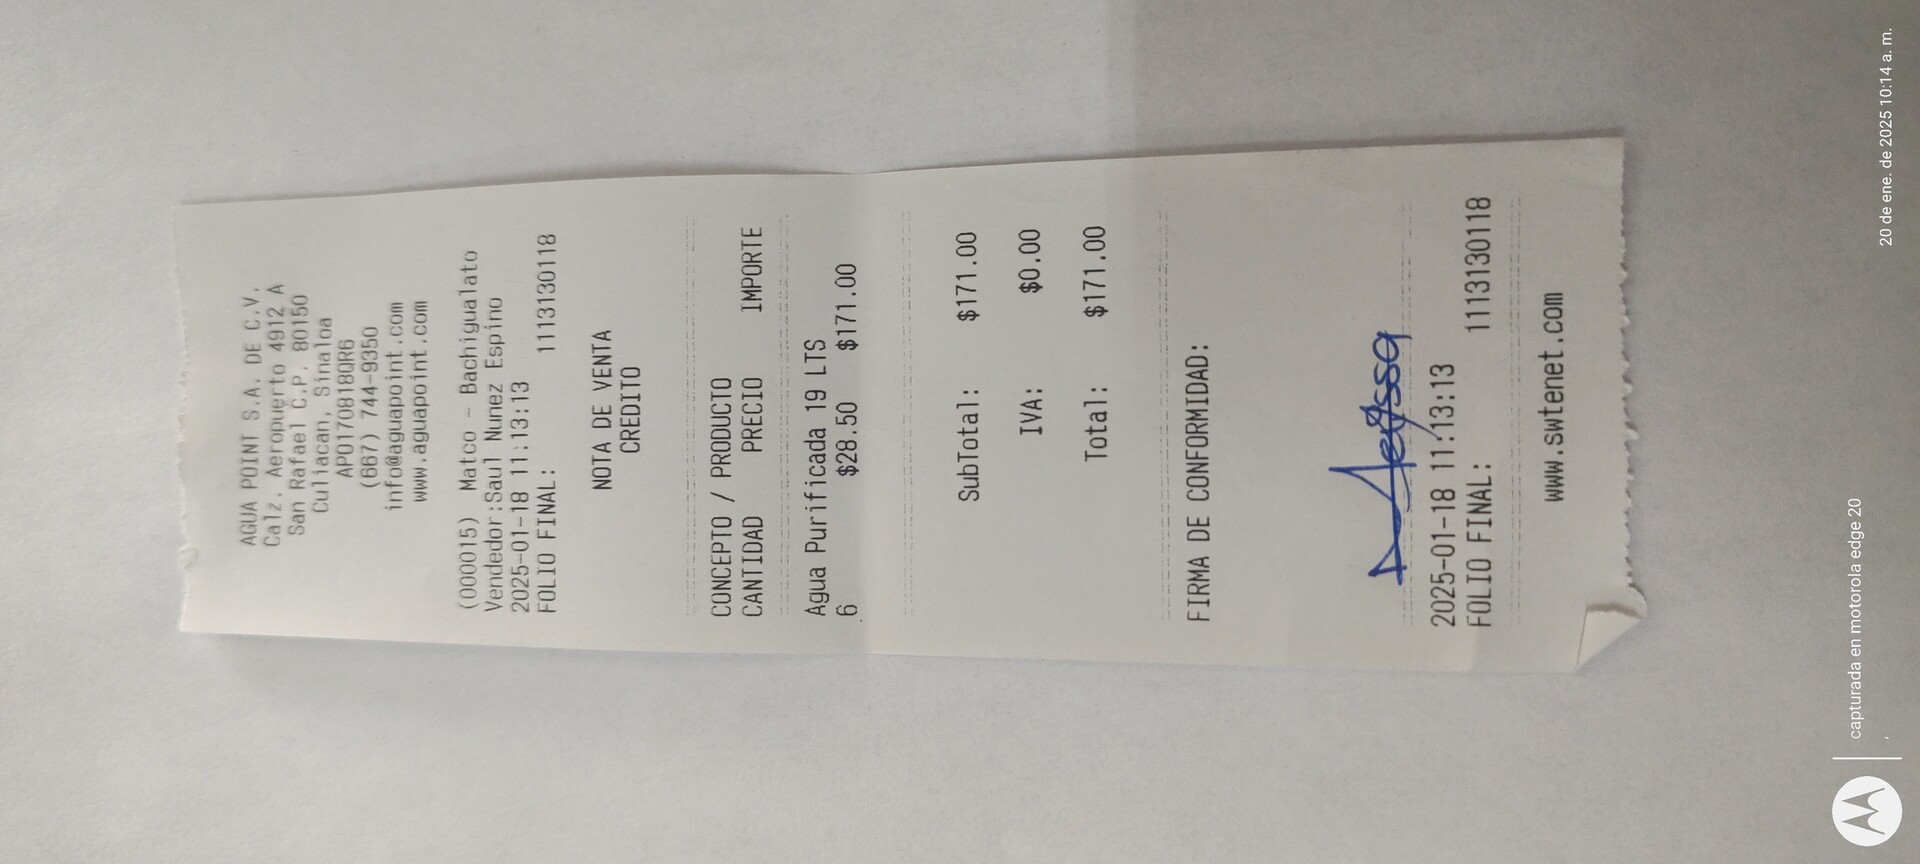 AGUA POINT S.A. DE C.V.
Calz. Aeropuerto 4912 A
San Rafael C.P. 80150
Culiacan, Sinaloa
APO170818QR6
(667) 744-9350
info@aguapoint.com
www.aguapoint.com
(000015) Matco - Bachigualato
Vendedor:Saul Nunez Espino
2025-01-18 11:13:13
FOLIO FINAL: 1113130118
NOTA DE VENTA
CREDITO
CONCEPTO / PRODUCTO
CANTIDAD PRECIO IMPORTE
Agua Purificada 19 LTS
6 $28.50 $171.00
SubTotal: $171.00
IVA: $0.00
Total: $171.00
FIRMA DE CONFORMIDAD:
2025-01-18 11:13:13
FOLIO FINAL: 1113130118
www.swtenet.com
capturada en motorola edge 20
20 de ene. de 2025 10:14 a. m.